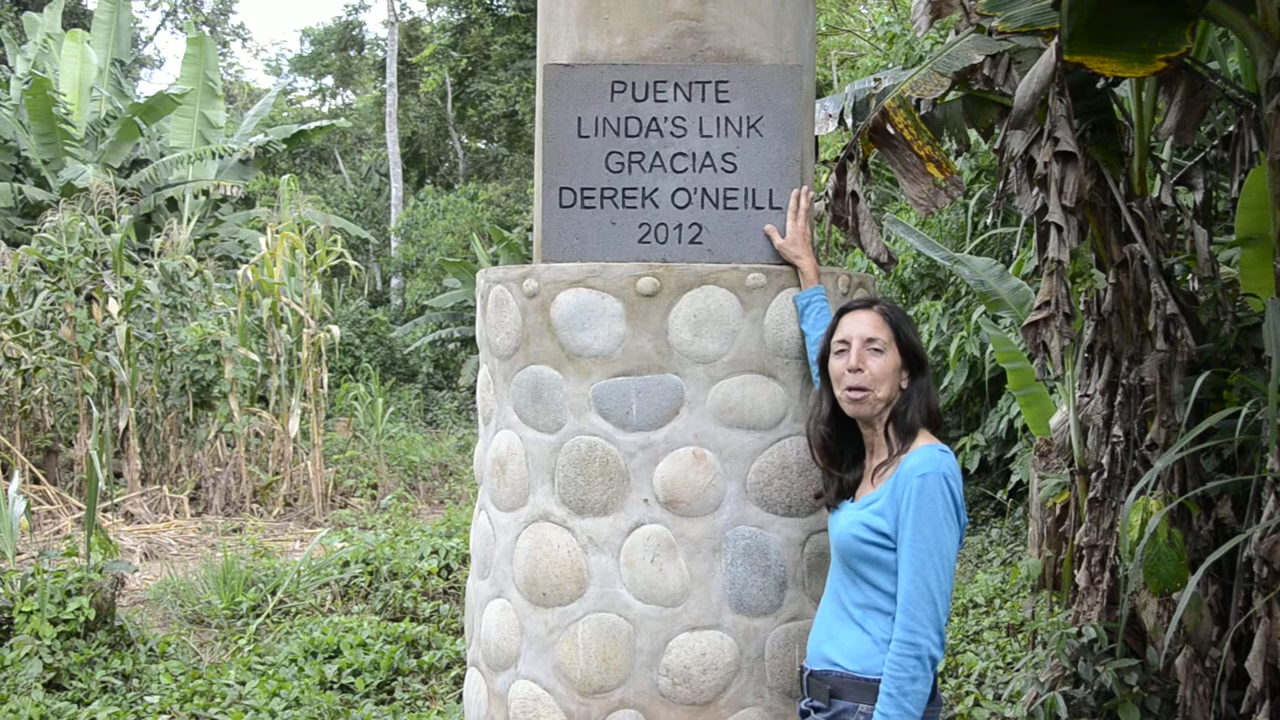 PUENTE
LINDA'S LINK
GRACIAS
DEREK O'NEILL
2012